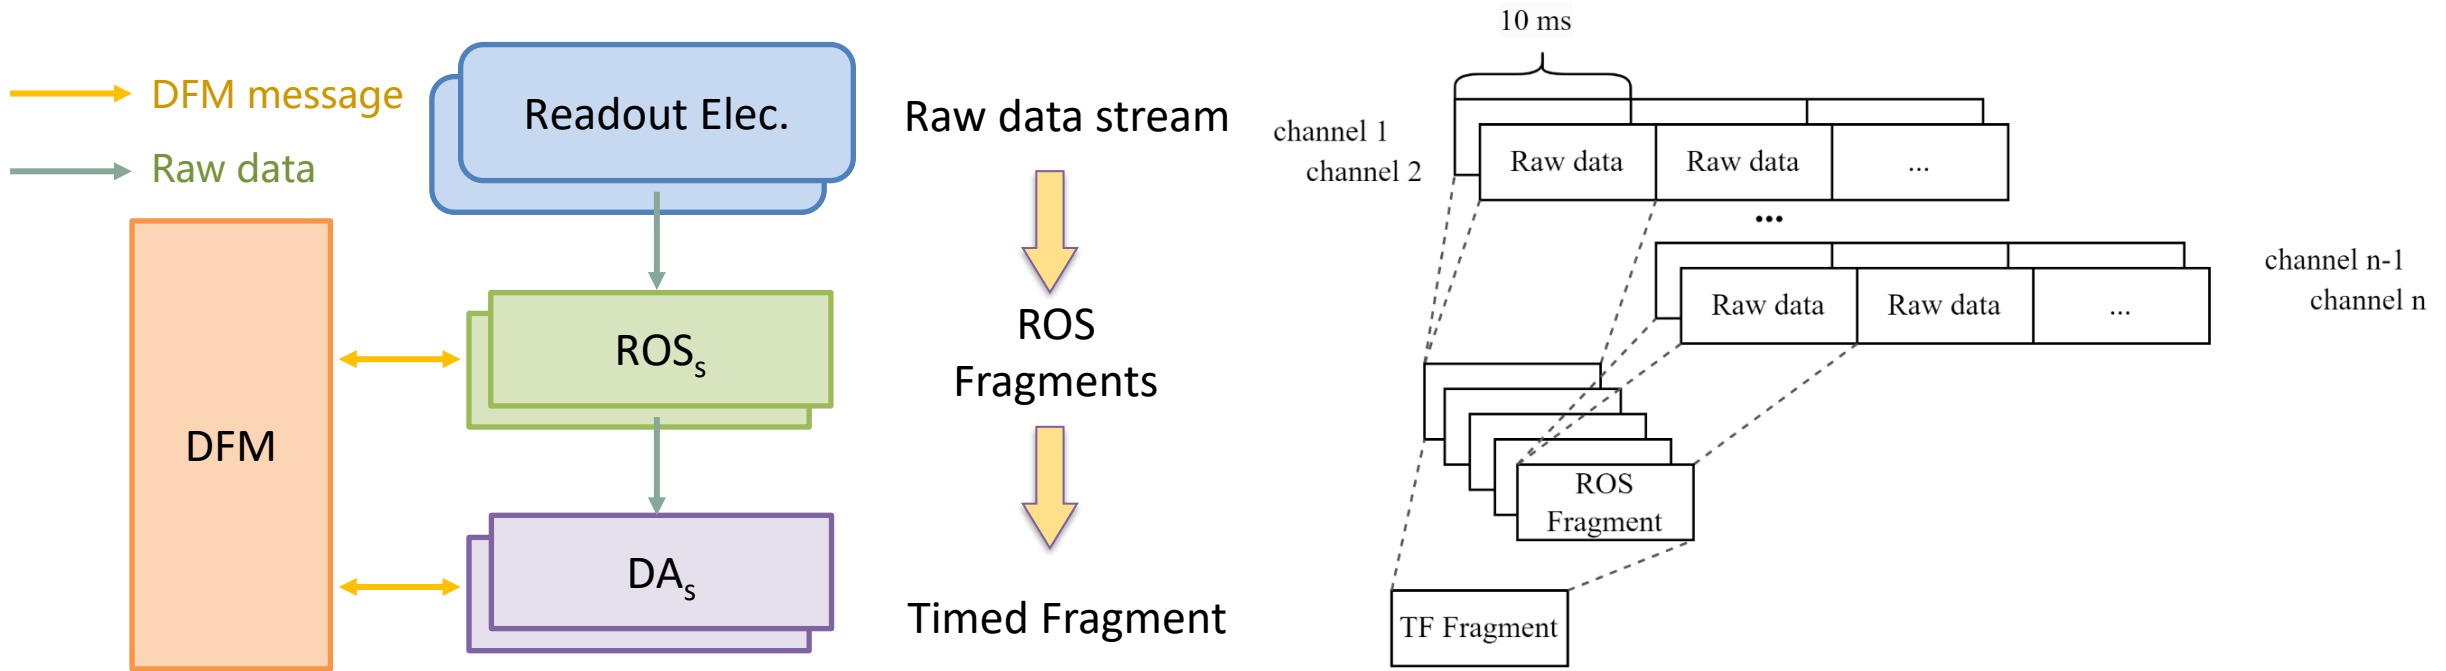 DFM message
Raw data
Readout Elec.
ROSs
DAs
DFM
Raw data stream
ROS
Fragments
Timed Fragment
10 ms
channel 1
channel 2
Raw data
Raw data
...
...
channel n-1
channel n
Raw data
Raw data
...
ROS
Fragment
TF Fragment